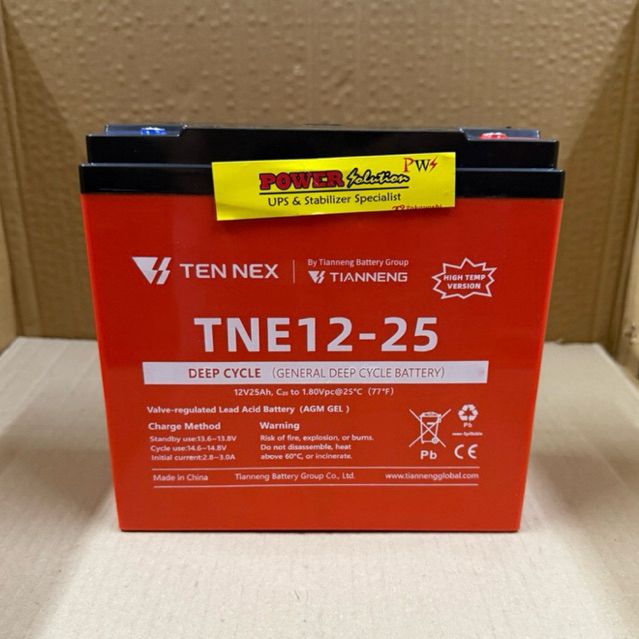 POWER Solution PWS
UPS & Stabilizer Specialist
TEN NEX
By Tianneng Battery Group
TIANNENG
HIGH TEMP
VERSION
TNE12-25
DEEP CYCLE (GENERAL DEEP CYCLE BATTERY)
12V25Ah, C₂₀ to 1.80Vpc@25°C (77°F)
Valve-regulated Lead Acid Battery (AGM GEL)
Charge Method
Standby use:13.6~13.8V
Cycle use:14.6~14.8V
Initial current:2.8~3.0A
Warning
Risk of fire, explosion, or burns.
Do not disassemble, heat
above 60°C, or incinerate.
Pb
Pb
non-Spillable
CE
Made in China
Tianneng Battery Group Co., Ltd.
www.tiannengglobal.com